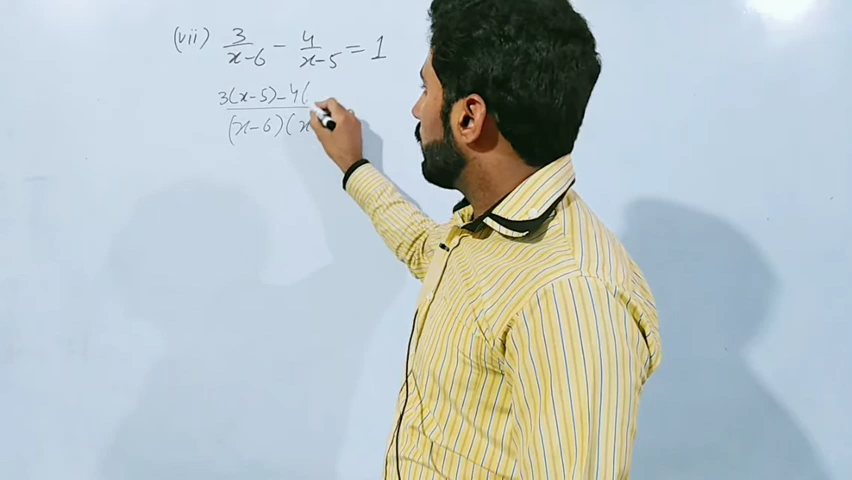 (vii) 3/x-6 - 4/x-5 = 1
3(x-5)-4(/(x-6)(x